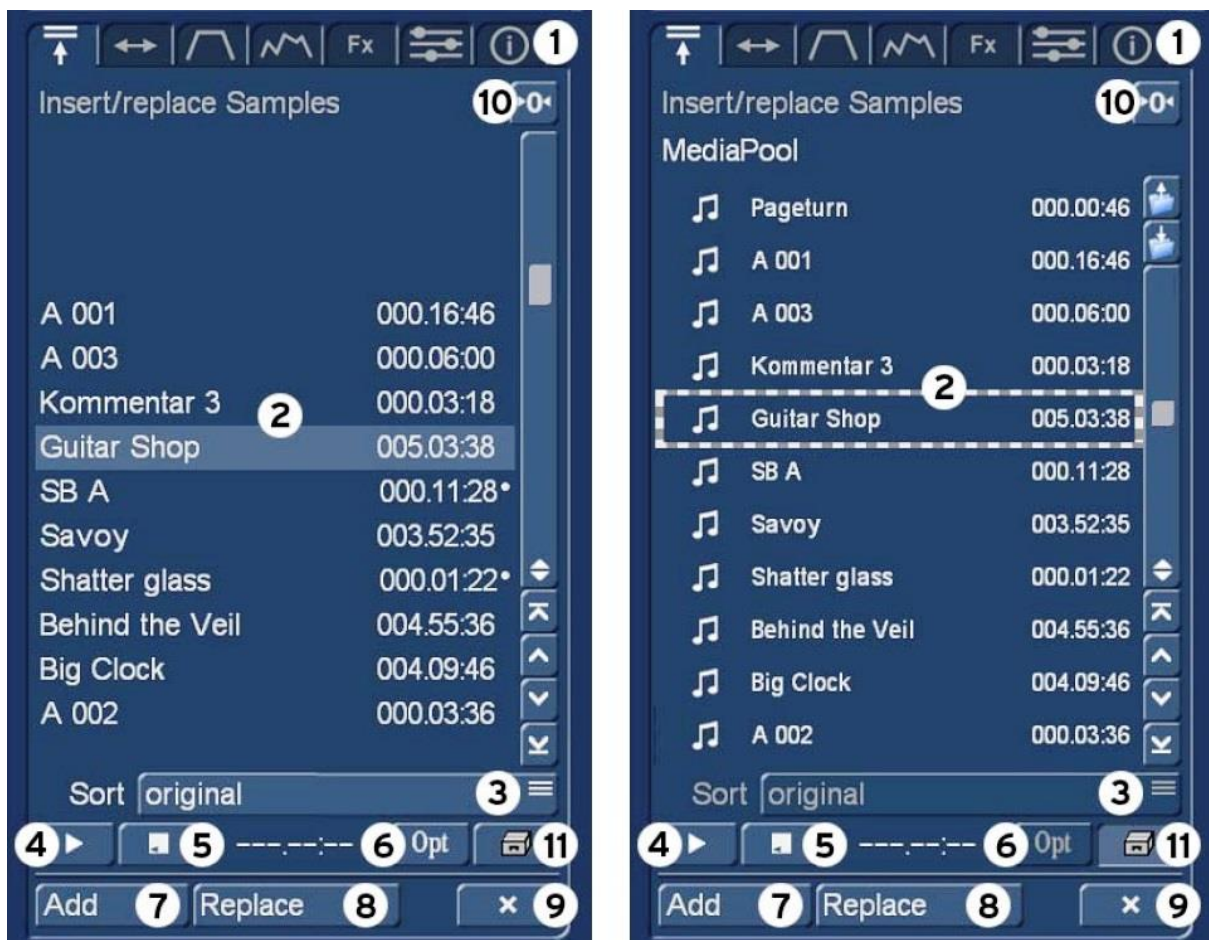 Fx 1
Insert/replace Samples 10 0
A 001 000.16:46
A 003 000.06:00
Kommentar 3 000.03:18
2
Guitar Shop 005.03:38
SB A 000.11:28•
Savoy 003.52:35
Shatter glass 000.01:22•
Behind the Veil 004.55:36
Big Clock 004.09:46
A 002 000.03:36
Sort original 3
4 5 ---.--:-- 6 Opt 11
Add 7 Replace 8 × 9
Fx 1
Insert/replace Samples 10 0
MediaPool
Pageturn 000.00:46
A 001 000.16:46
A 003 000.06:00
Kommentar 3 000.03:18
2
Guitar Shop 005.03:38
SB A 000.11:28
Savoy 003.52:35
Shatter glass 000.01:22
Behind the Veil 004.55:36
Big Clock 004.09:46
A 002 000.03:36
Sort original 3
4 5 ---.--:-- 6 Opt 11
Add 7 Replace 8 × 9